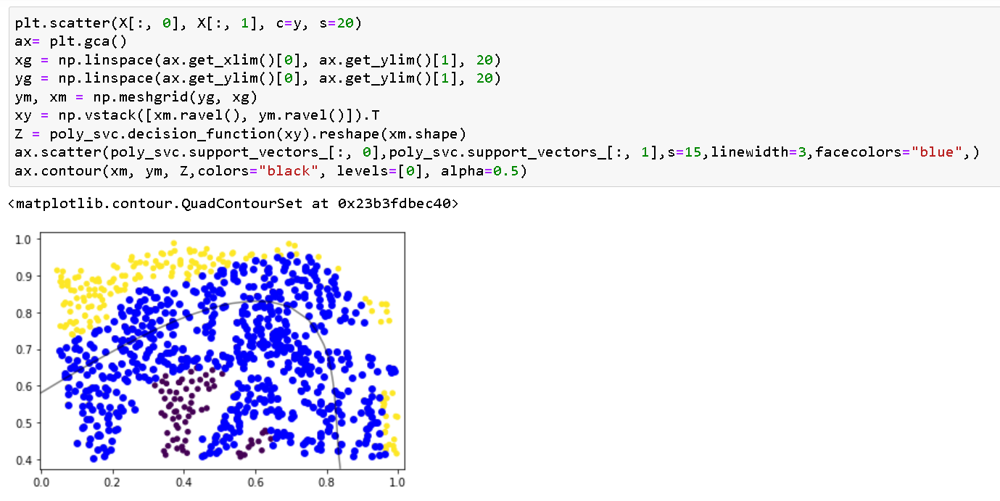 plt.scatter(X[:, 0], X[:, 1], c=y, s=20)
ax= plt.gca()
xg = np.linspace(ax.get_xlim()[0], ax.get_ylim()[1], 20)
yg = np.linspace(ax.get_ylim()[0], ax.get_ylim()[1], 20)
ym, xm = np.meshgrid(yg, xg)
xy = np.vstack([xm.ravel(), ym.ravel()]).T
Z = poly_svc.decision_function(xy).reshape(xm.shape)
ax.scatter(poly_svc.support_vectors_[:, 0],poly_svc.support_vectors_[:, 1],s=15,linewidth=3,facecolors="blue",)
ax.contour(xm, ym, Z,colors="black", levels=[0], alpha=0.5)
<matplotlib.contour.QuadContourSet at 0x23b3fdbec40>
1.0
0.9
0.8
0.7
0.6
0.5
0.4
0.0 0.2 0.4 0.6 0.8 1.0